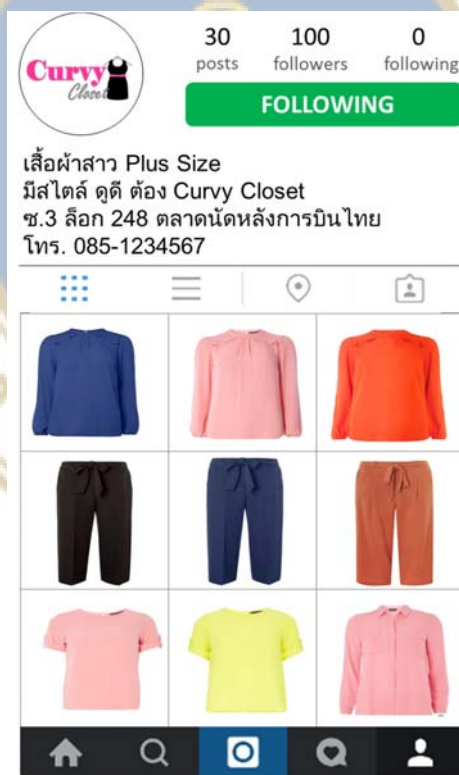 Curvy
Closet
30 100 0
posts followers following
FOLLOWING
เสื้อผ้าสาว Plus Size
มีสไตล์ ดูดี ต้อง Curvy Closet
ซ.3 ล็อก 248 ตลาดนัดหลังการบินไทย
โทร. 085-1234567